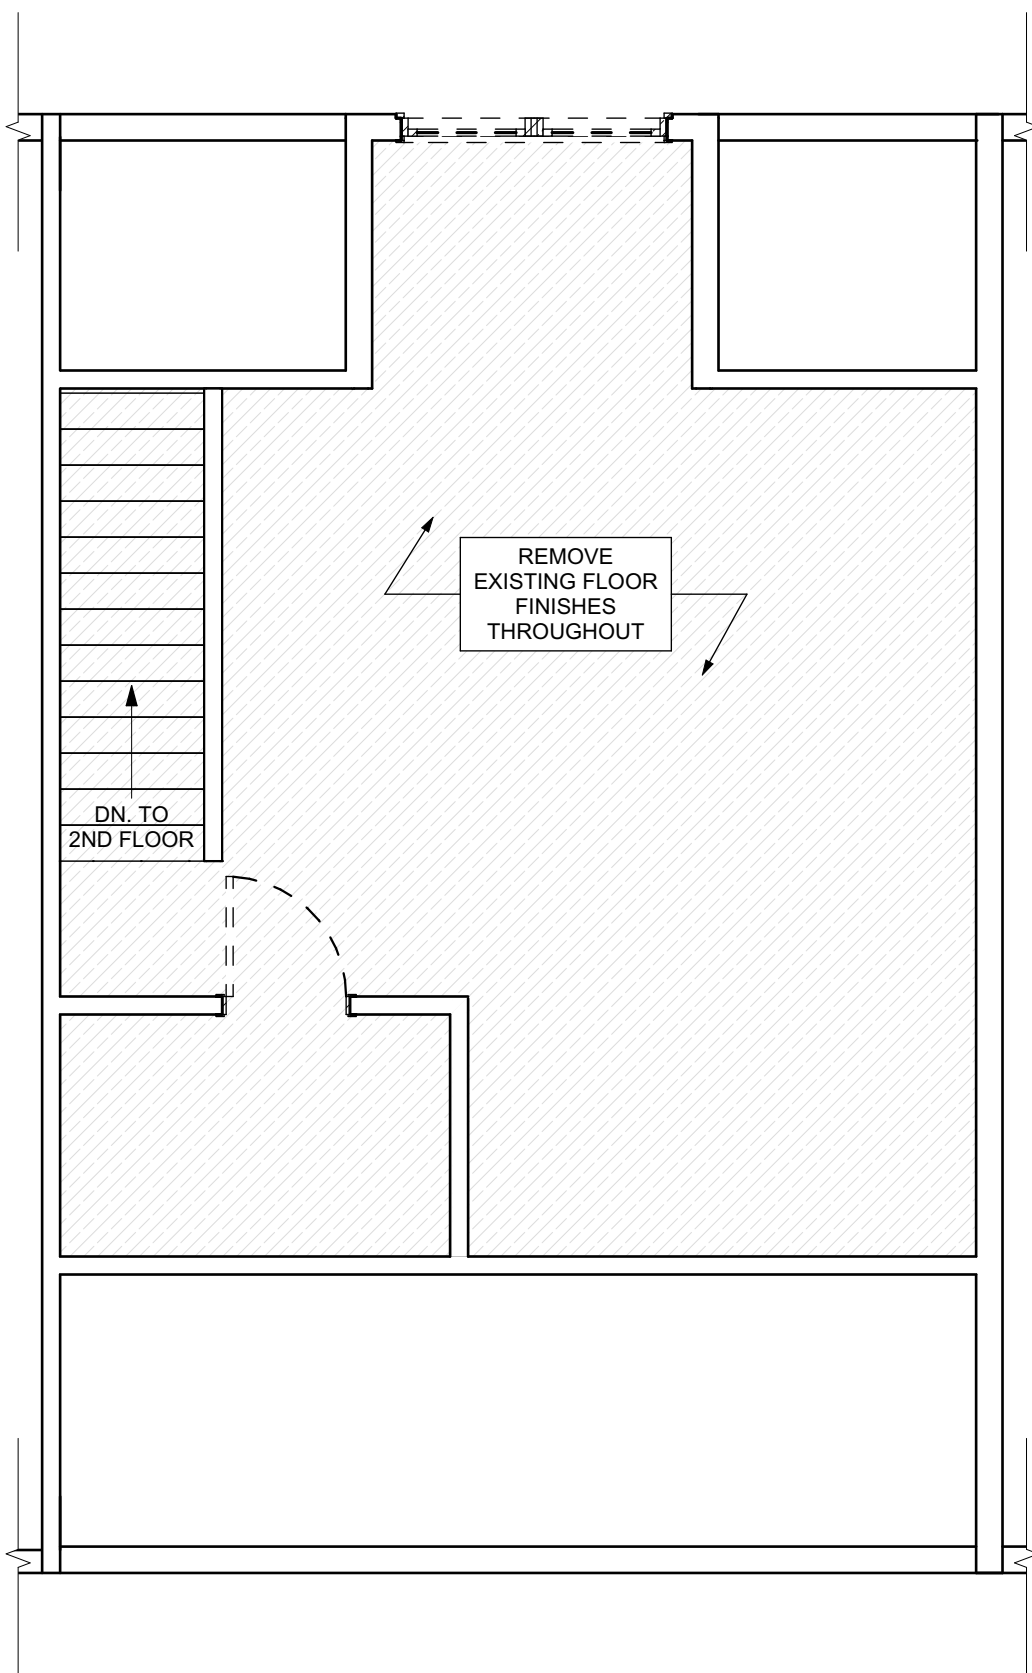 REMOVE
EXISTING FLOOR
FINISHES
THROUGHOUT
DN. TO
2ND FLOOR